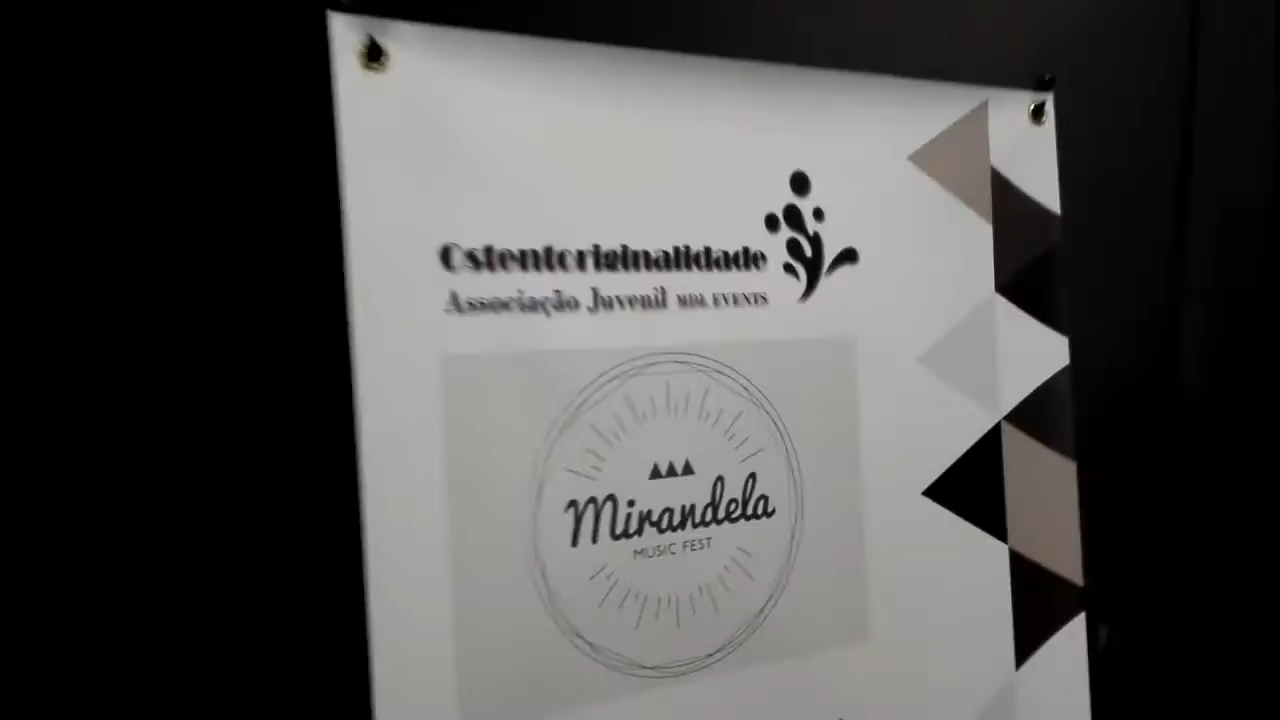 Ostentoriginalidade
Associação Juvenil MDL EVENTS
Mirandela
MUSIC FEST